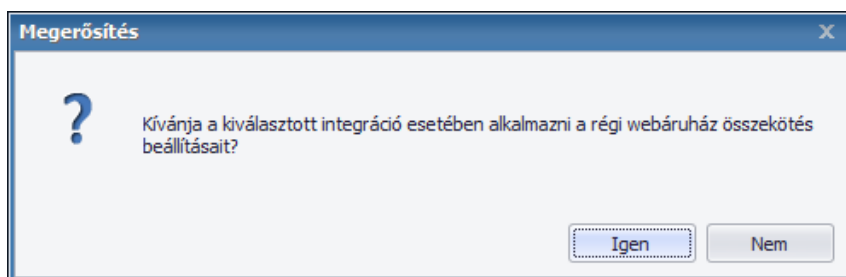 Megerősítés
Kívánja a kiválasztott integráció esetében alkalmazni a régi webáruház összekötés
beállításait?
Igen Nem